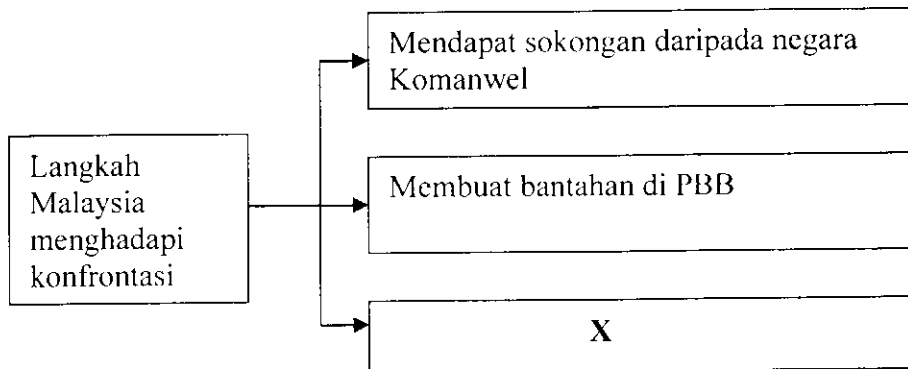 Langkah
Malaysia
menghadapi
konfrontasi
Mendapat sokongan daripada negara
Komanwel
Membuat bantahan di PBB
X